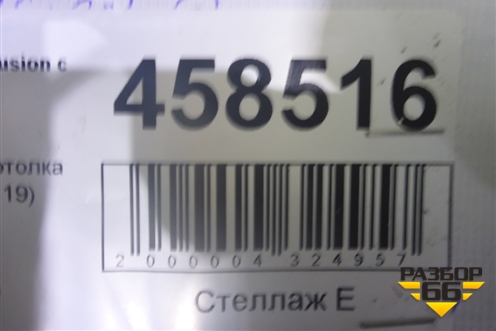 usion c
458516
отолка
19)
2 000004 324957
Стеллаж Е
РАЗБОР
66